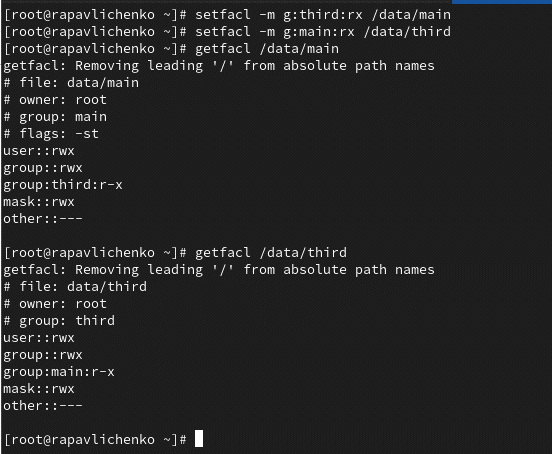 [root@rapavlichenko ~]# setfacl -m g:third:rx /data/main
[root@rapavlichenko ~]# setfacl -m g:main:rx /data/third
[root@rapavlichenko ~]# getfacl /data/main
getfacl: Removing leading '/' from absolute path names
# file: data/main
# owner: root
# group: main
# flags: -st
user::rwx
group::rwx
group:third:r-x
mask::rwx
other::---
[root@rapavlichenko ~]# getfacl /data/third
getfacl: Removing leading '/' from absolute path names
# file: data/third
# owner: root
# group: third
user::rwx
group::rwx
group:main:r-x
mask::rwx
other::---
[root@rapavlichenko ~]#